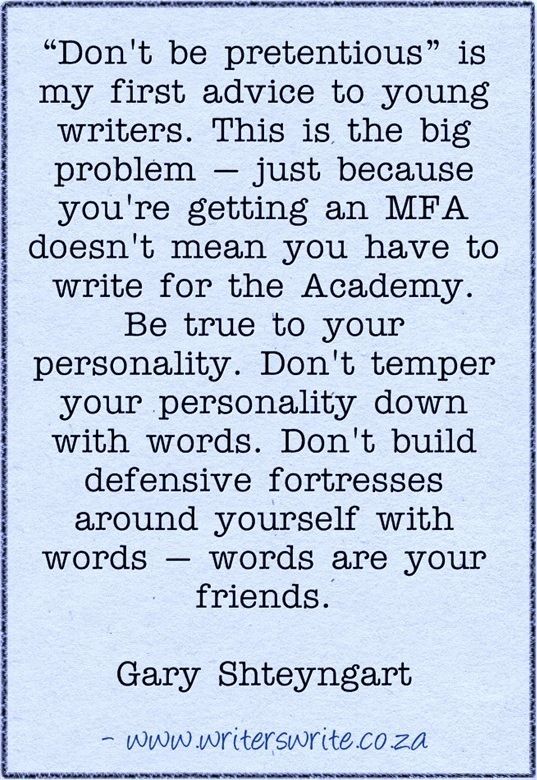 “Don't be pretentious” is
my first advice to young
writers. This is the big
problem — just because
you're getting an MFA
doesn't mean you have to
write for the Academy.
Be true to your
personality. Don't temper
your personality down
with words. Don't build
defensive fortresses
around yourself with
words — words are your
friends.
Gary Shteyngart
- www.writerswrite.co.za